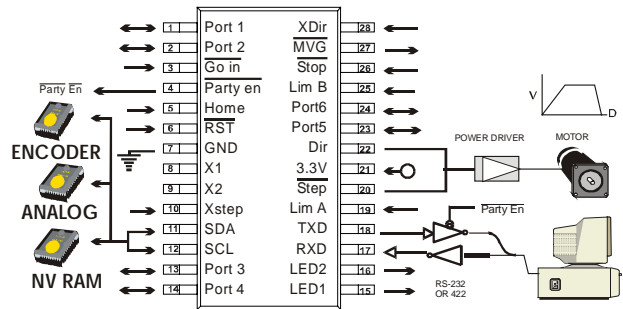 1 Port 1 XDir 28
2 Port 2 MVG 27
3 Go in Stop 26
Party En 4 Party en Lim B 25
5 Home Port6 24
6 RST Port5 23
7 GND Dir 22
8 X1 3.3V 21
9 X2 Step 20
10 Xstep Lim A 19
11 SDA TXD 18
12 SCL RXD 17
13 Port 3 LED2 16
14 Port 4 LED1 15
ENCODER
ANALOG
NV RAM
V
D
POWER DRIVER MOTOR
Party En
RS-232
OR 422